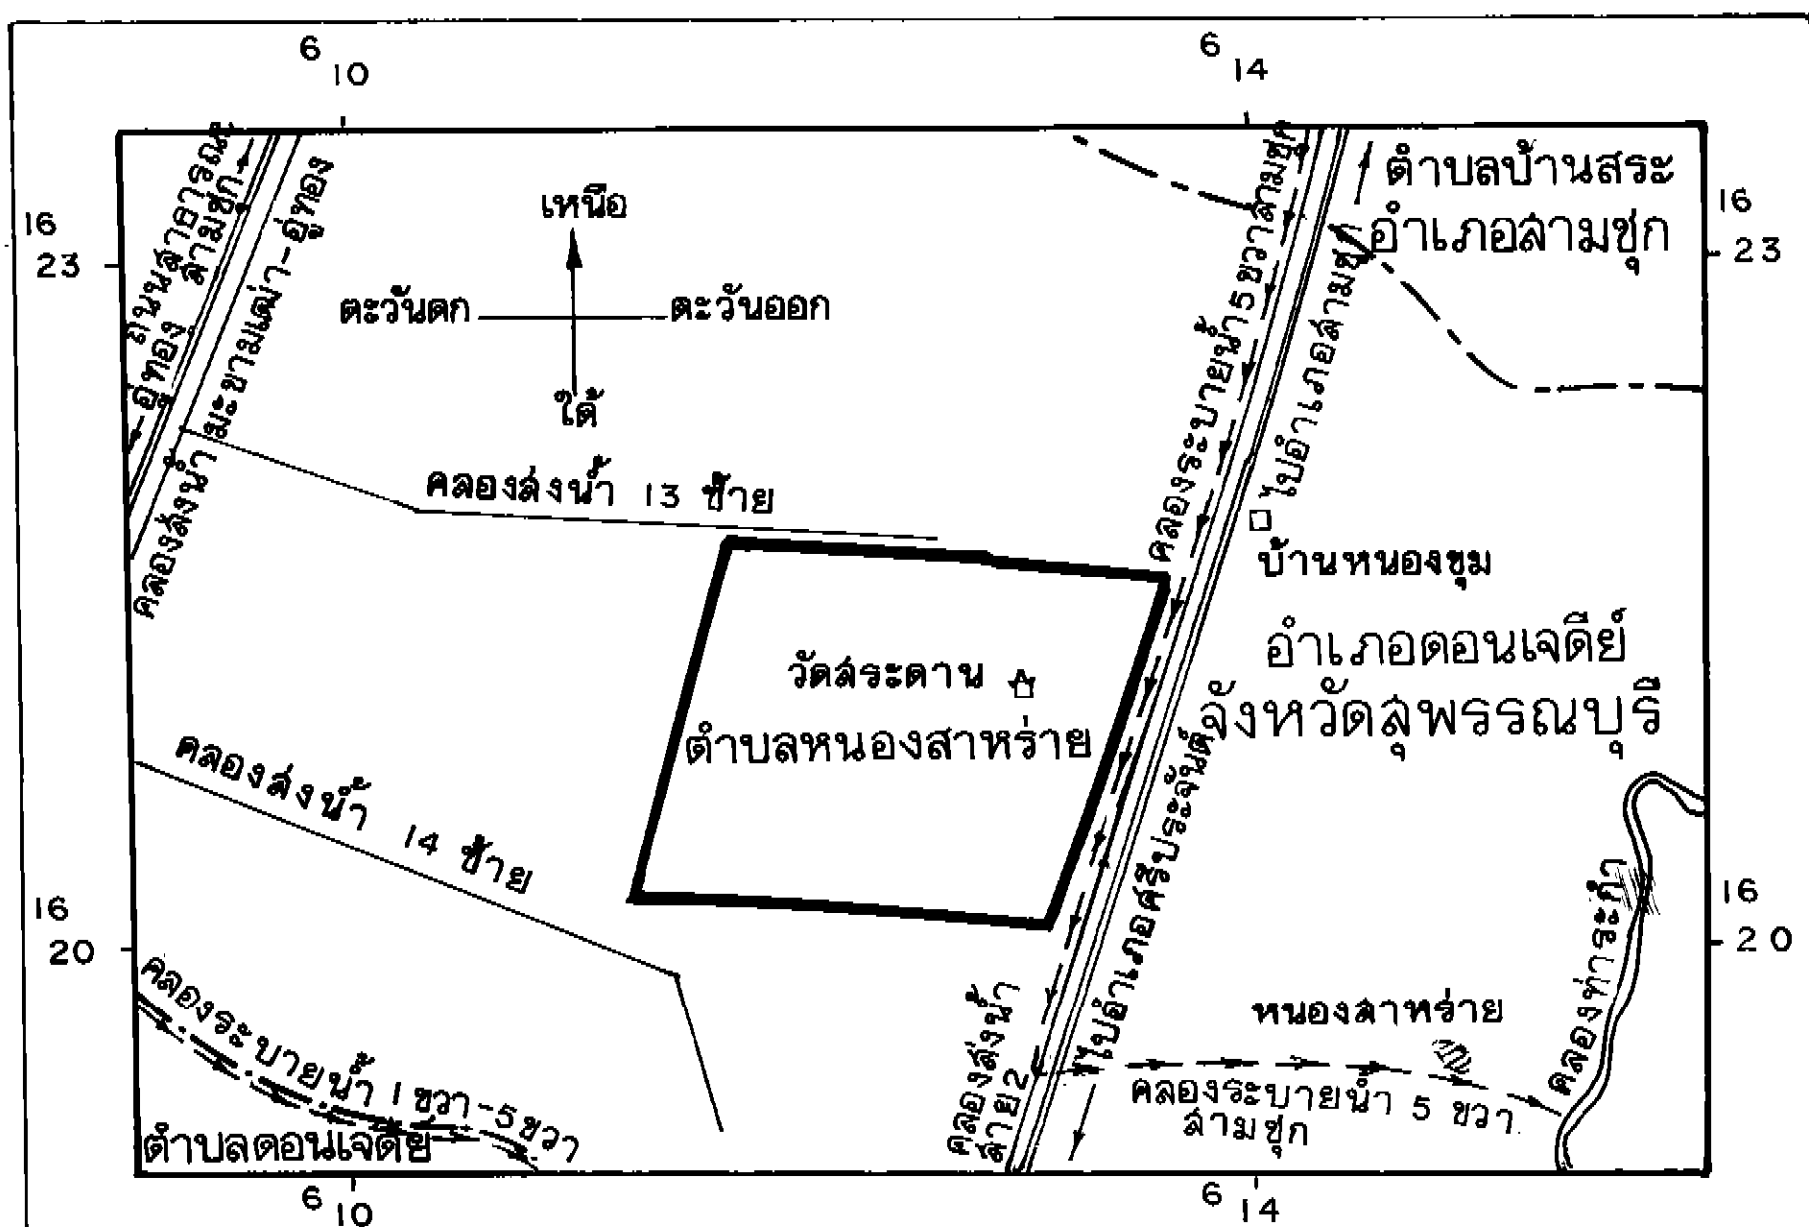 6 10
6 14
16 23
16 23
ถนนสาธารณะ
อู่ทอง สามชุก
คลองส่งน้ำ มะขามเฒ่า-อู่ทอง
เหนือ
ตะวันตก ตะวันออก
ใต้
ตำบลบ้านสระ
อำเภอสามชุก
คลองระบายน้ำ 5 ขวาสามชุก
ไปอำเภอสามชุก
คลองส่งน้ำ 13 ซ้าย
บ้านหนองขุม
อำเภอดอนเจดีย์
จังหวัดสุพรรณบุรี
วัดสระดาน
ตำบลหนองสาหร่าย
คลองส่งน้ำ 14 ซ้าย
ไปอำเภอศรีประจันต์
คลองท่าระกำ
16 20
16 20
คลองระบายน้ำ 1 ขวา-5 ขวา
ตำบลดอนเจดีย์
คลองส่งน้ำ
สาย 2
หนองสาหร่าย
คลองระบายน้ำ 5 ขวา
สามชุก
6 10
6 14